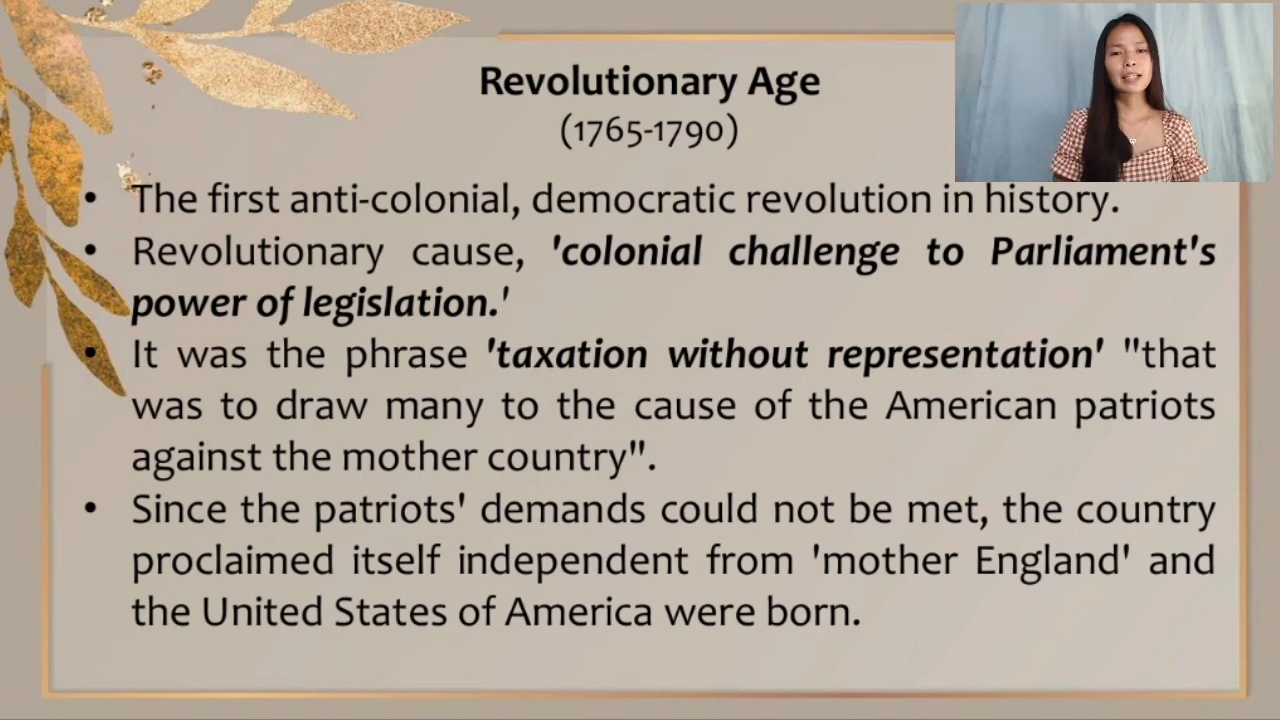 Revolutionary Age
(1765-1790)
• The first anti-colonial, democratic revolution in history.
• Revolutionary cause, 'colonial challenge to Parliament's
power of legislation.'
• It was the phrase 'taxation without representation' "that
was to draw many to the cause of the American patriots
against the mother country".
• Since the patriots' demands could not be met, the country
proclaimed itself independent from 'mother England' and
the United States of America were born.